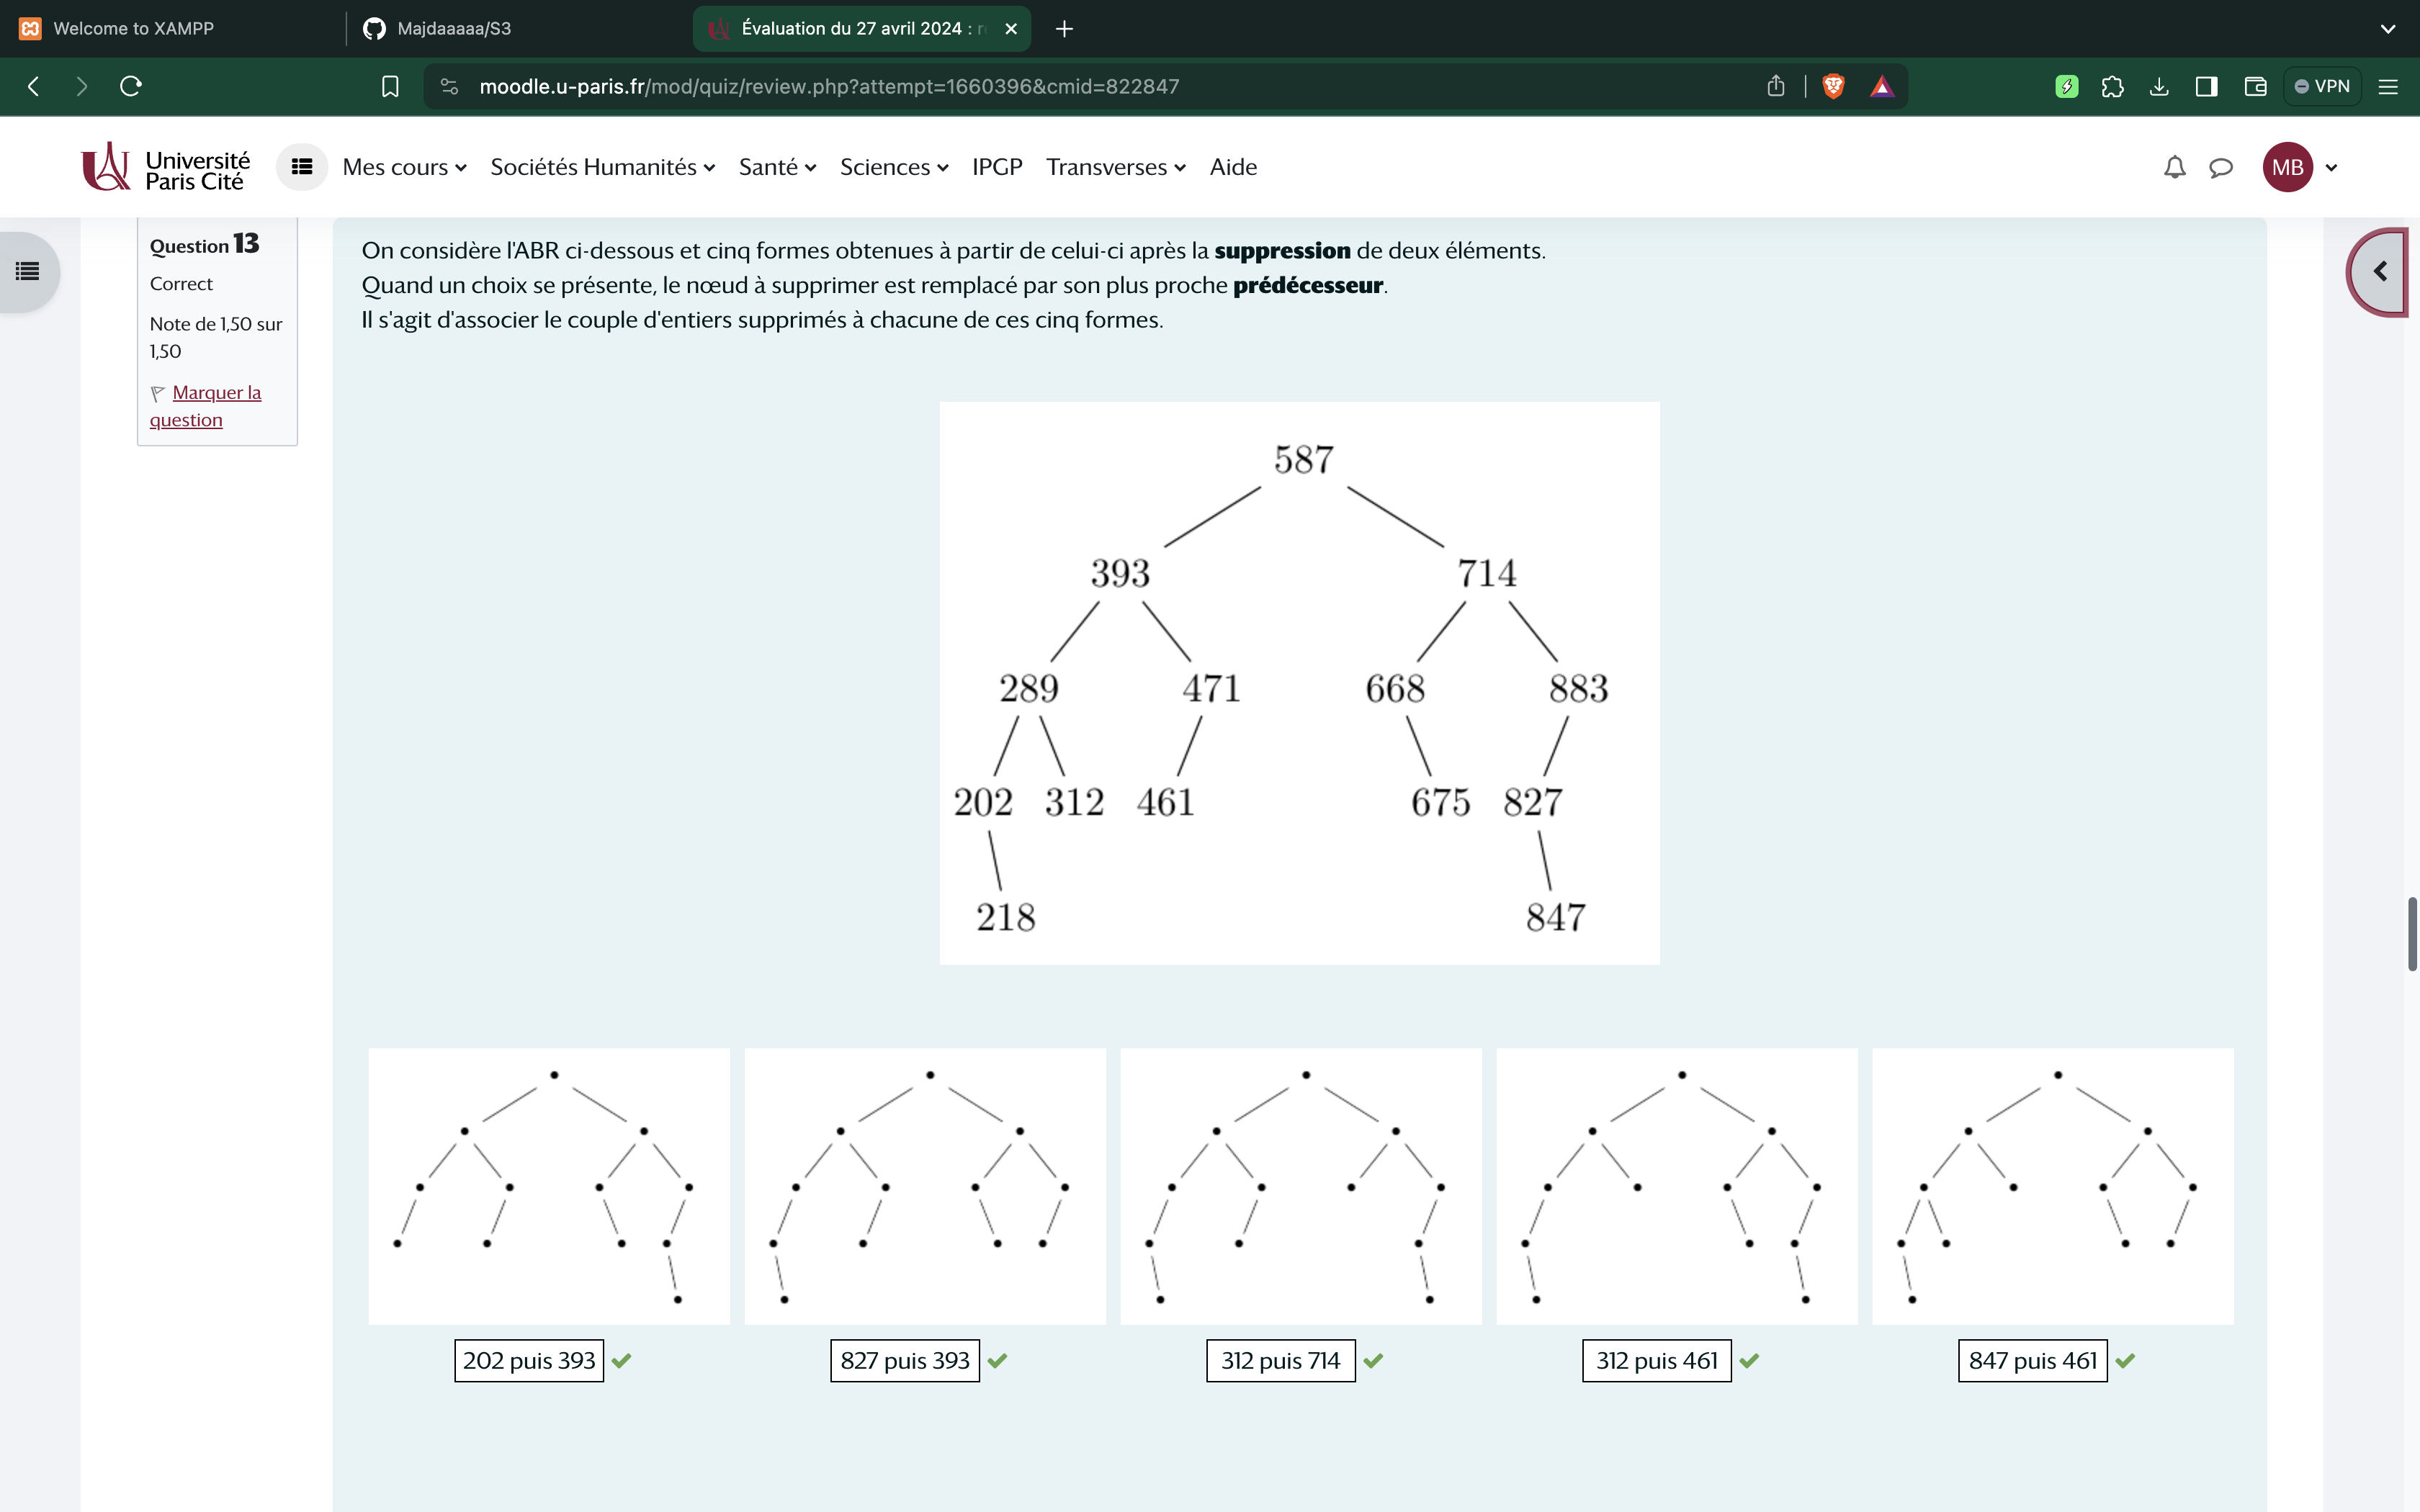 Welcome to XAMPP
Majdaaaaa/S3
Évaluation du 27 avril 2024 :
moodle.u-paris.fr/mod/quiz/review.php?attempt=1660396&cmid=822847
VPN
Université
Paris Cité
Mes cours
Sociétés Humanités
Santé
Sciences
IPGP
Transverses
Aide
MB
Question 13
Correct
Note de 1,50 sur
1,50
Marquer la
question
On considère l'ABR ci-dessous et cinq formes obtenues à partir de celui-ci après la suppression de deux éléments.
Quand un choix se présente, le nœud à supprimer est remplacé par son plus proche prédécesseur.
Il s'agit d'associer le couple d'entiers supprimés à chacune de ces cinq formes.
587
393 714
289 471 668 883
202 312 461 675 827
218 847
202 puis 393
827 puis 393
312 puis 714
312 puis 461
847 puis 461